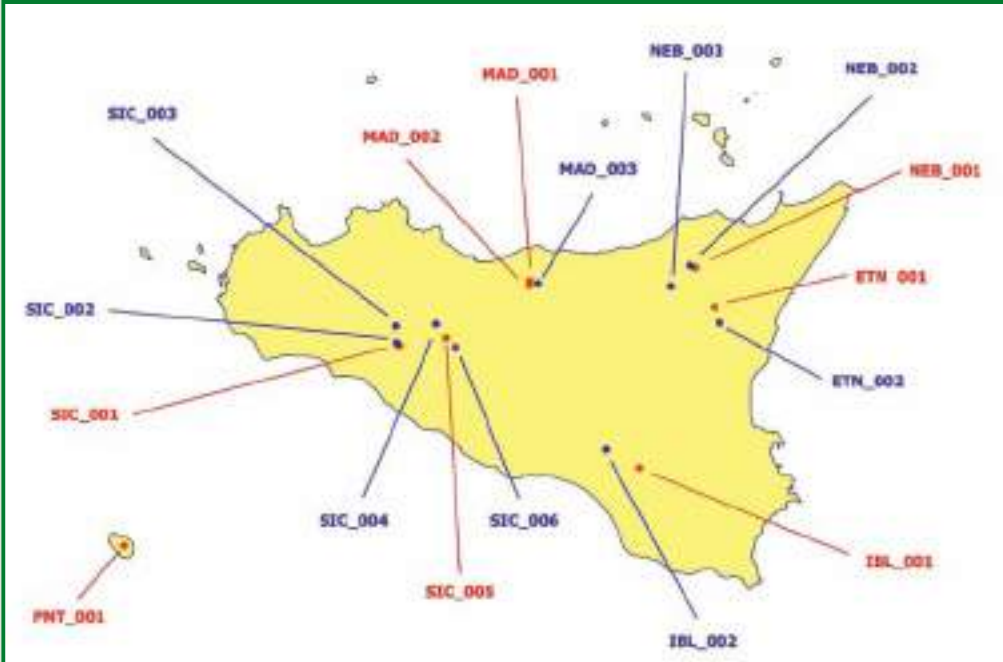 NEB_003
MAD_001
NEB_002
SIC_003
MAD_002
MAD_003
NEB_001
ETN_001
SIC_002
ETN_002
SIC_001
SIC_004
SIC_006
IBL_001
SIC_005
PNT_001
IBL_002